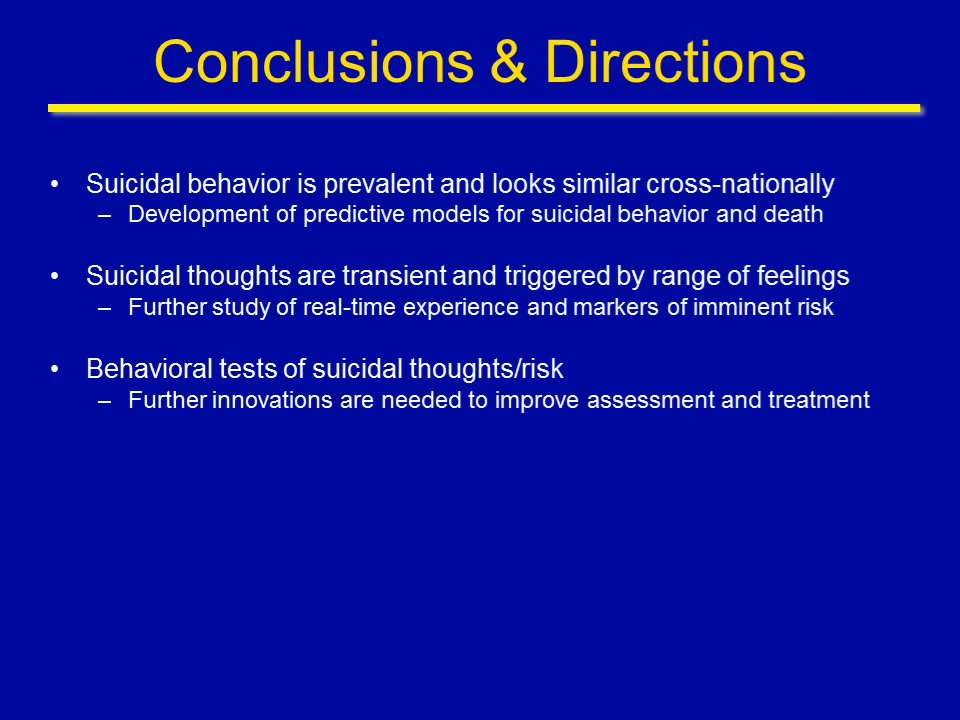 Conclusions & Directions
• Suicidal behavior is prevalent and looks similar cross-nationally
– Development of predictive models for suicidal behavior and death
• Suicidal thoughts are transient and triggered by range of feelings
– Further study of real-time experience and markers of imminent risk
• Behavioral tests of suicidal thoughts/risk
– Further innovations are needed to improve assessment and treatment